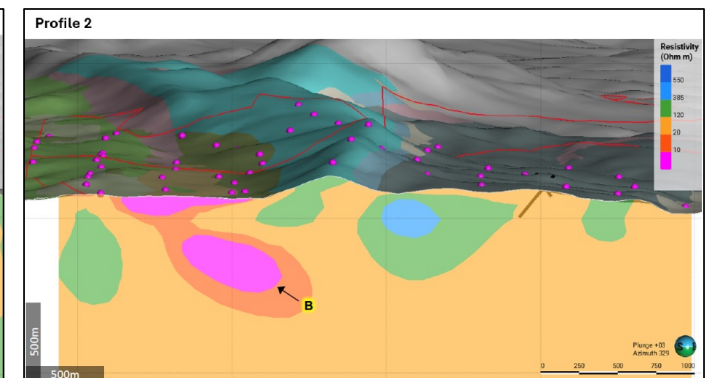 Profile 2
Resistivity
(Ohm m)
550
385
120
20
10
B
500m
500m
Plunge +03
Azimuth 329
0 250 500 750 1000